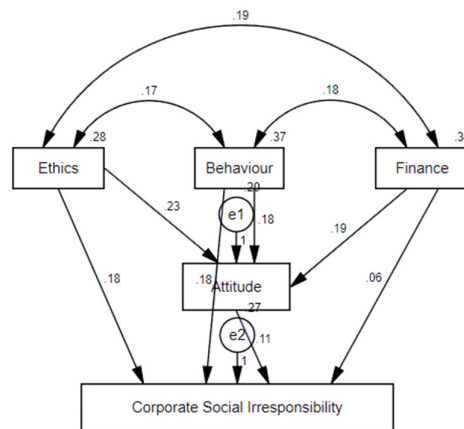 .19
.17
.18
.28
.37
.3
Ethics
Behaviour
Finance
.20
e1
.23
.18
.19
1
.18
.18
Attitude
.06
.27
e2
.11
1
Corporate Social Irresponsibility